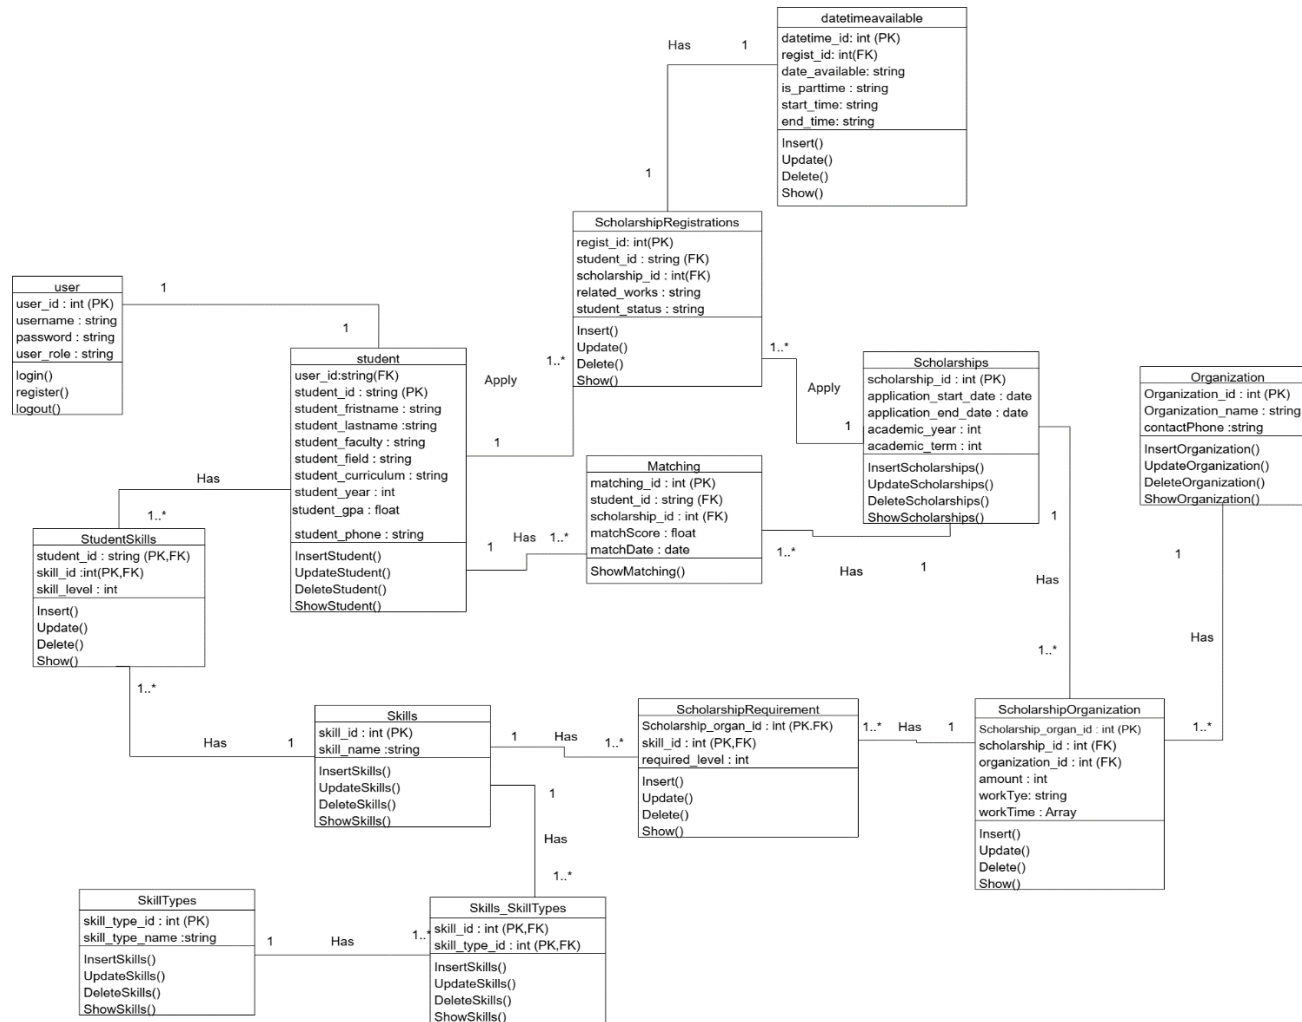 datetimeavailable
datetime_id: int (PK)
regist_id: int(FK)
date_available: string
is_parttime : string
start_time: string
end_time: string
Insert()
Update()
Delete()
Show()
Has
1
1
ScholarshipRegistrations
regist_id: int(PK)
student_id : string (FK)
scholarship_id : int(FK)
related_works : string
student_status : string
Insert()
Update()
Delete()
Show()
user
user_id : int (PK)
username : string
password : string
user_role : string
login()
register()
logout()
1
1
student
user_id:string(FK)
student_id : string (PK)
student_fristname : string
student_lastname :string
student_faculty : string
student_field : string
student_curriculum : string
student_year : int
student_gpa : float
student_phone : string
InsertStudent()
UpdateStudent()
DeleteStudent()
ShowStudent()
Apply
1..*
1
1..*
Apply
1
Scholarships
scholarship_id : int (PK)
application_start_date : date
application_end_date : date
academic_year : int
academic_term : int
InsertScholarships()
UpdateScholarships()
DeleteScholarships()
ShowScholarships()
Organization
Organization_id : int (PK)
Organization_name : string
contactPhone :string
InsertOrganization()
UpdateOrganization()
DeleteOrganization()
ShowOrganization()
Matching
matching_id : int (PK)
student_id : string (FK)
scholarship_id : int (FK)
matchScore : float
matchDate : date
ShowMatching()
1
Has
1..*
1..*
Has
1
Has
1..*
StudentSkills
student_id : string (PK,FK)
skill_id :int(PK,FK)
skill_level : int
Insert()
Update()
Delete()
Show()
1
Has
1..*
1
Has
1..*
1..*
Has
1
Skills
skill_id : int (PK)
skill_name :string
InsertSkills()
UpdateSkills()
DeleteSkills()
ShowSkills()
1
Has
1..*
ScholarshipRequirement
Scholarship_organ_id : int (PK.FK)
skill_id : int (PK,FK)
required_level : int
Insert()
Update()
Delete()
Show()
1..*
Has
1
ScholarshipOrganization
Scholarship_organ_id : int (PK)
scholarship_id : int (FK)
organization_id : int (FK)
amount : int
workTye: string
workTime : Array
Insert()
Update()
Delete()
Show()
1
Has
1..*
SkillTypes
skill_type_id : int (PK)
skill_type_name :string
InsertSkills()
UpdateSkills()
DeleteSkills()
ShowSkills()
1
Has
1..*
Skills_SkillTypes
skill_id : int (PK,FK)
skill_type_id : int (PK,FK)
InsertSkills()
UpdateSkills()
DeleteSkills()
ShowSkills()